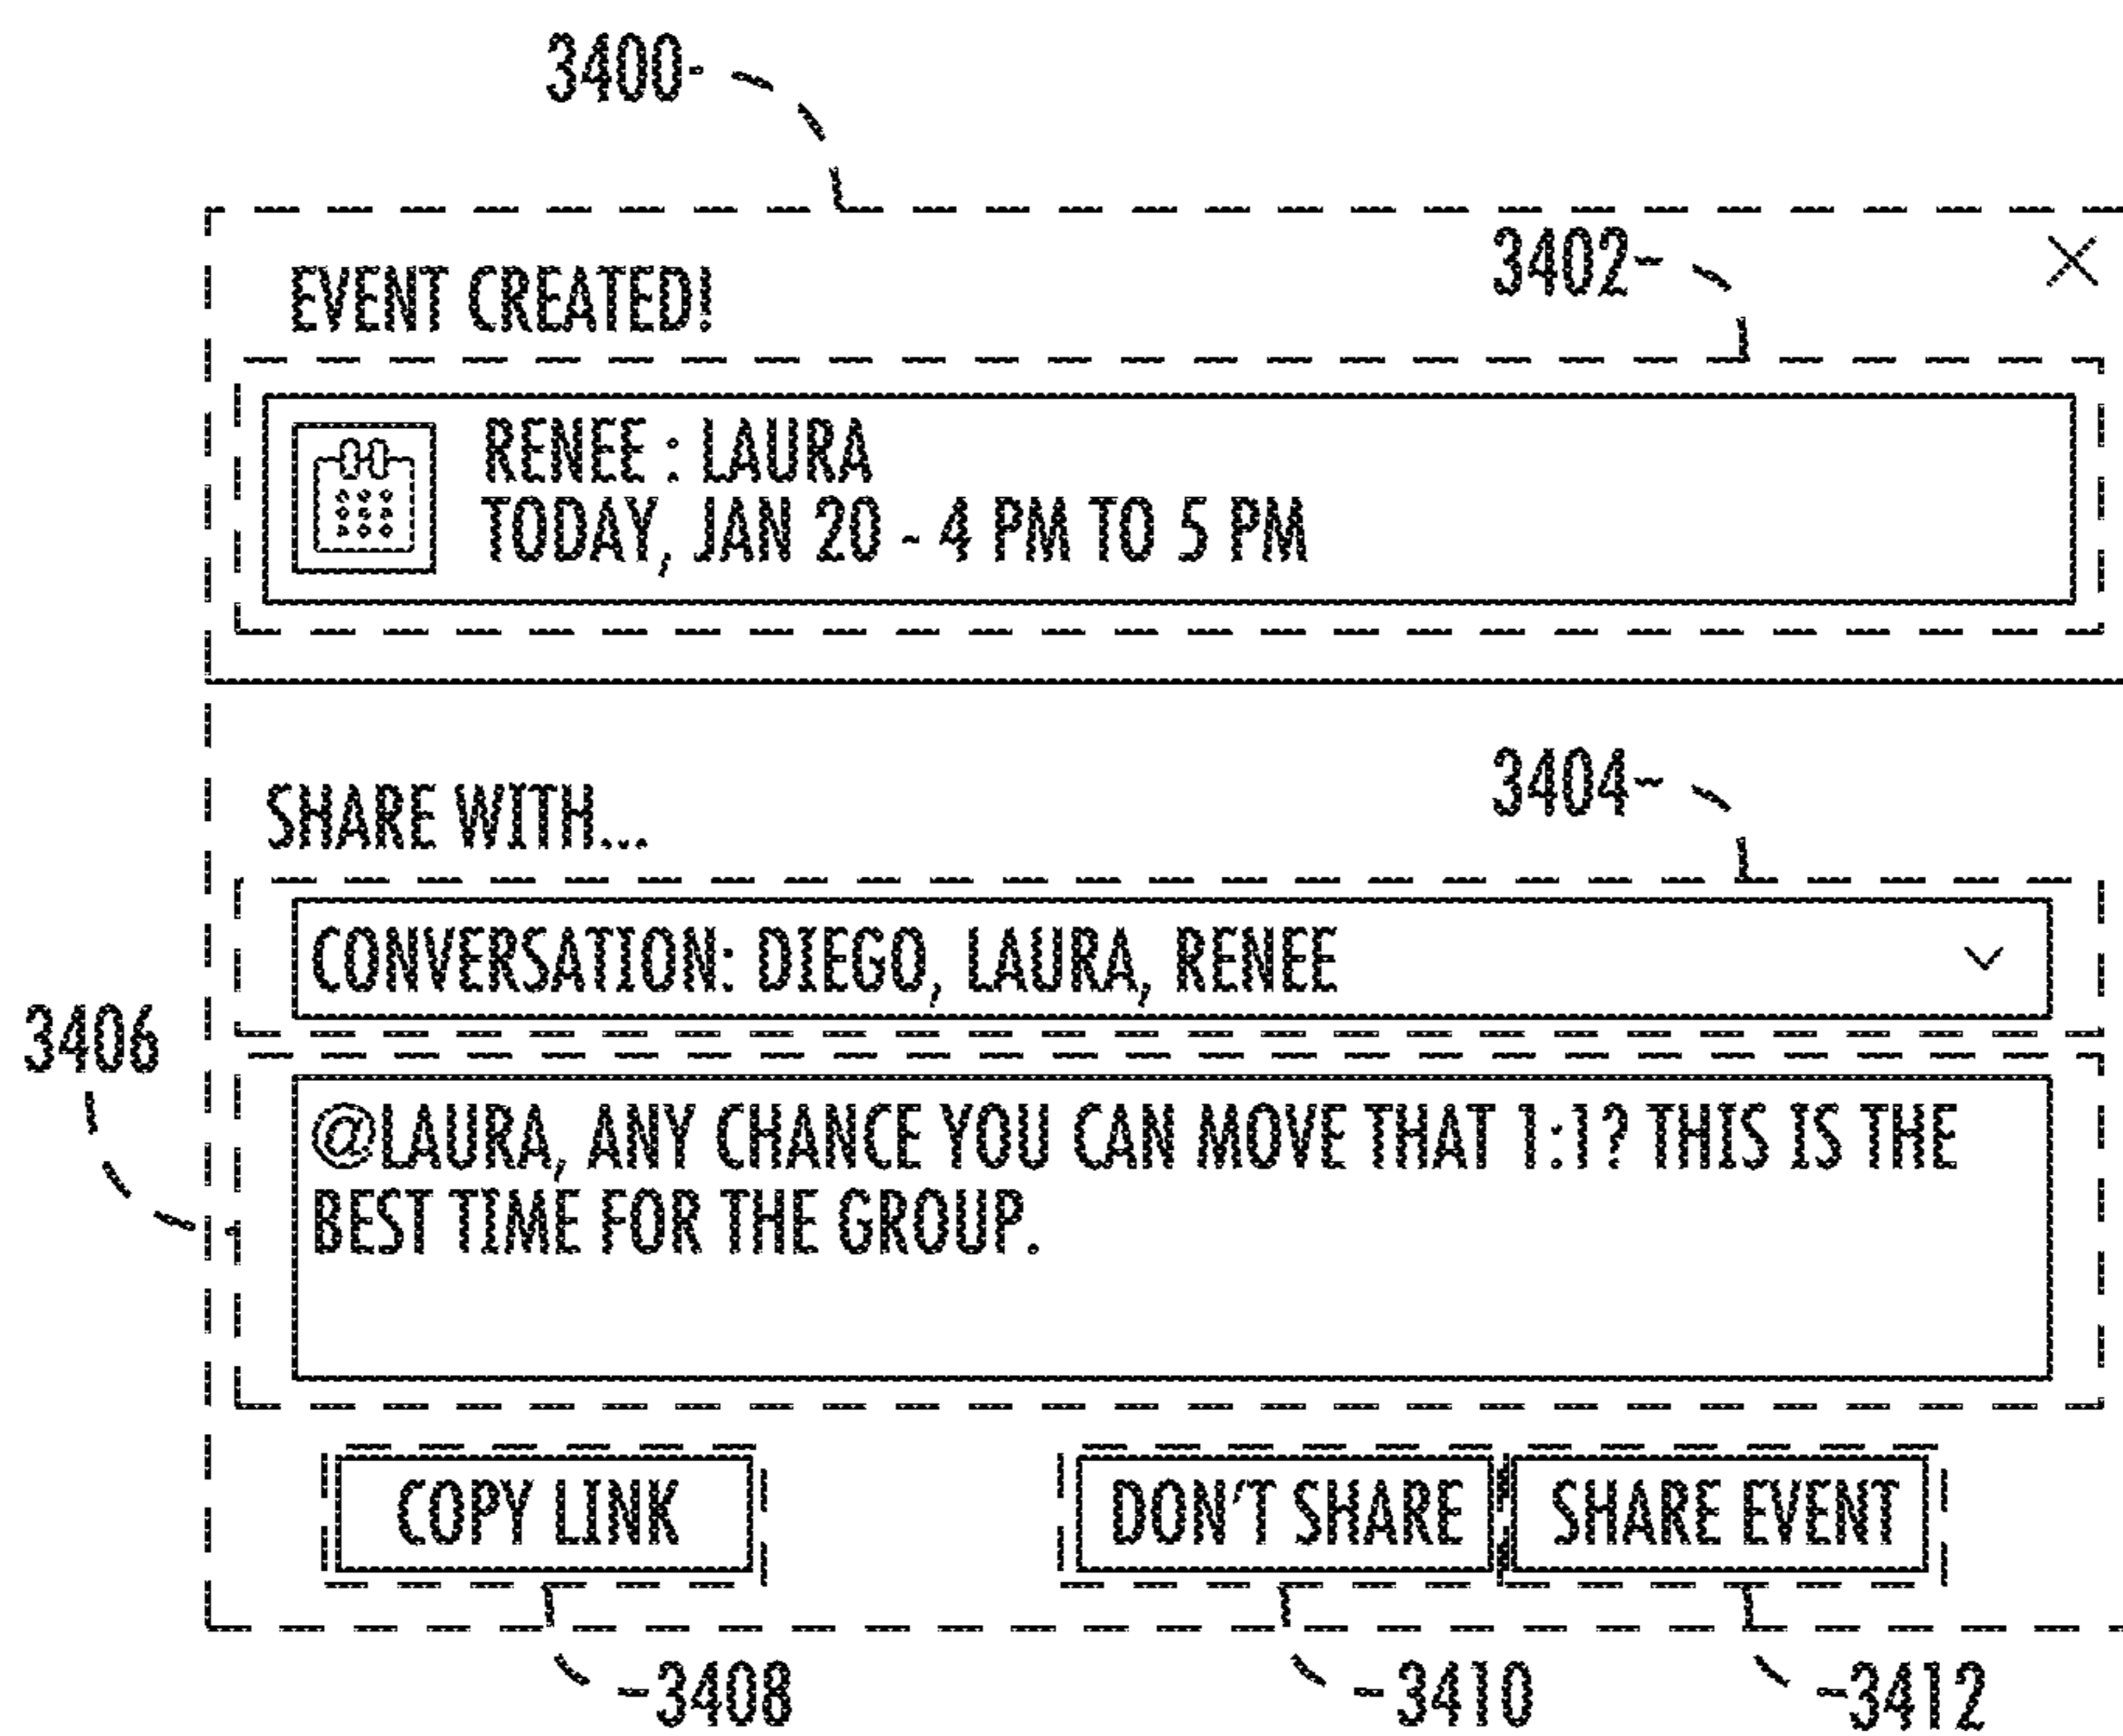 3400
3402
EVENT CREATED!
RENEE : LAURA
TODAY, JAN 20 - 4 PM TO 5 PM
3404
SHARE WITH...
CONVERSATION: DIEGO, LAURA, RENEE
3406
@LAURA, ANY CHANCE YOU CAN MOVE THAT 1:1? THIS IS THE
BEST TIME FOR THE GROUP.
COPY LINK DON'T SHARE SHARE EVENT
3408 3410 3412